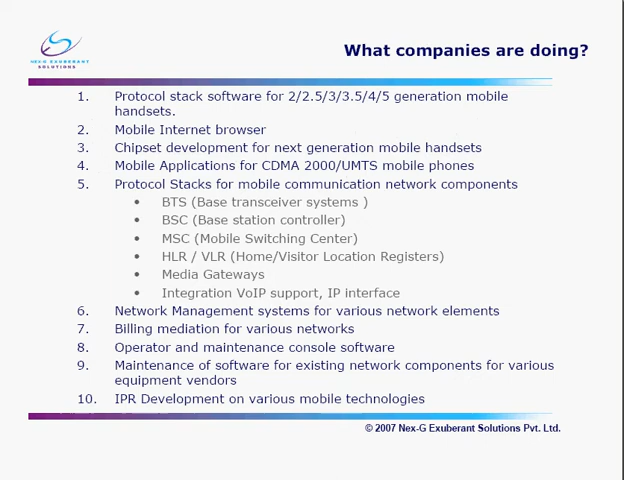 NEX-G EXUBERANT
SOLUTIONS
What companies are doing?
1. Protocol stack software for 2/2.5/3/3.5/4/5 generation mobile
handsets.
2. Mobile Internet browser
3. Chipset development for next generation mobile handsets
4. Mobile Applications for CDMA 2000/UMTS mobile phones
5. Protocol Stacks for mobile communication network components
• BTS (Base transceiver systems )
• BSC (Base station controller)
• MSC (Mobile Switching Center)
• HLR / VLR (Home/Visitor Location Registers)
• Media Gateways
• Integration VoIP support, IP interface
6. Network Management systems for various network elements
7. Billing mediation for various networks
8. Operator and maintenance console software
9. Maintenance of software for existing network components for various
equipment vendors
10. IPR Development on various mobile technologies
© 2007 Nex-G Exuberant Solutions Pvt. Ltd.